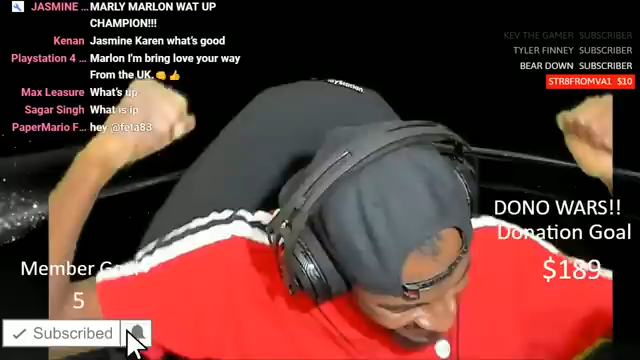 JASMINE ... MARLY MARLON WAT UP
CHAMPION!!!
Kenan Jasmine Karen what's good
Playstation 4 ... Marlon I'm bring love your way
From the UK.👊👍
Max Leasure What's up
Sagar Singh What is ip
PaperMario F... hey @feta83
KEV THE GAMER SUBSCRIBER
TYLER FINNEY SUBSCRIBER
BEAR DOWN SUBSCRIBER
STR8FROMVA1 $10
DONO WARS!!
Donation Goal
$189
Member Goal
5
✓ Subscribed